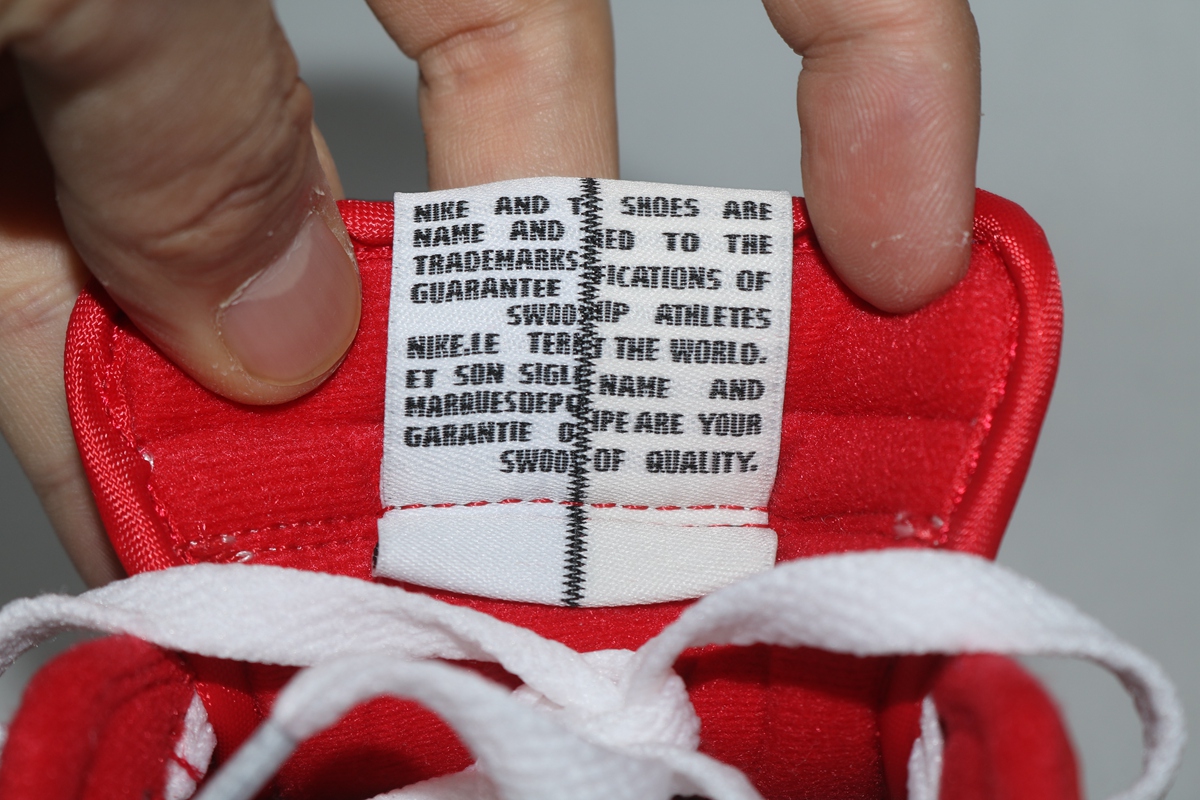 NIKE AND T
NAME AND
TRADEMARKS
GUARANTEE
SWOO
NIKE.LE TER
ET SON SIGL
MARQUESDEPO
GARANTIE D
SWOO
SHOES ARE
ED TO THE
FICATIONS OF
HIP ATHLETES
T THE WORLD.
NAME AND
IPE ARE YOUR
OF QUALITY.